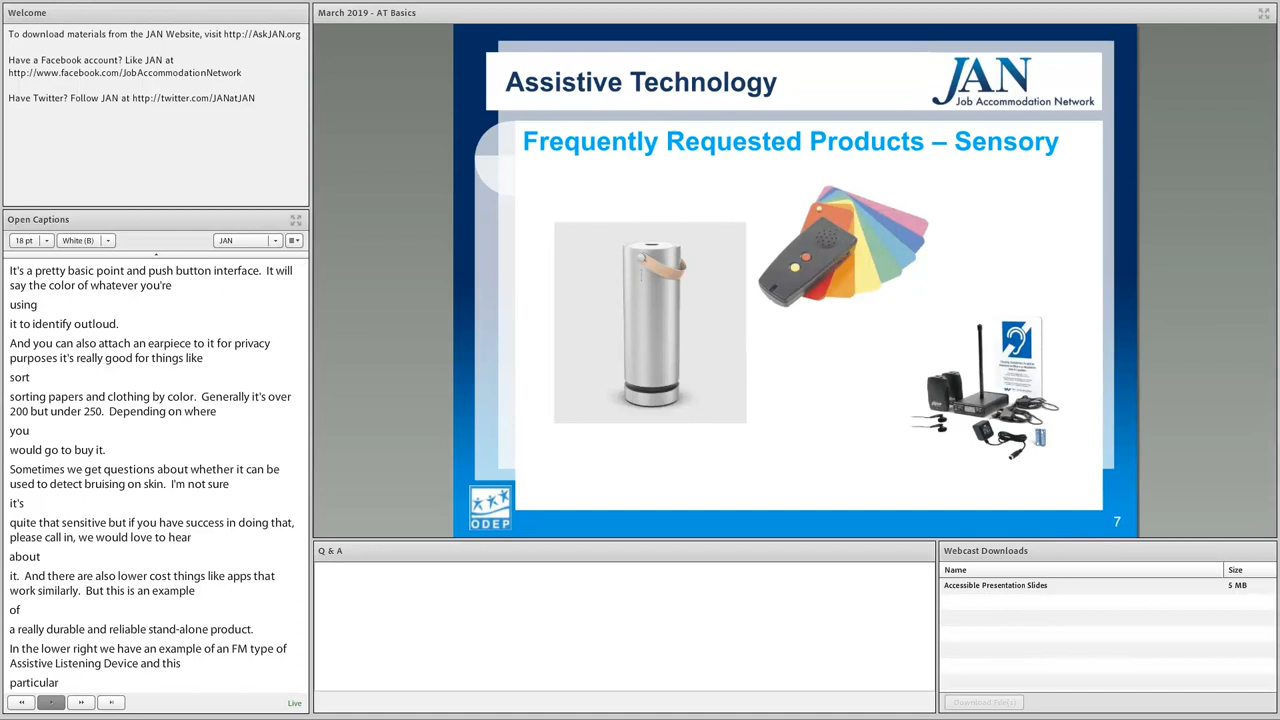 Welcome
To download materials from the JAN Website, visit http://AskJAN.org
Have a Facebook account? Like JAN at
http://www.facebook.com/JobAccommodationNetwork
Have Twitter? Follow JAN at http://twitter.com/JANatJAN
Open Captions
18 pt
White (B)
JAN
It's a pretty basic point and push button interface. It will
say the color of whatever you're
using
it to identify outloud.
And you can also attach an earpiece to it for privacy
purposes it's really good for things like
sort
sorting papers and clothing by color. Generally it's over
200 but under 250. Depending on where
you
would go to buy it.
Sometimes we get questions about whether it can be
used to detect bruising on skin. I'm not sure
it's
quite that sensitive but if you have success in doing that,
please call in, we would love to hear
about
it. And there are also lower cost things like apps that
work similarly. But this is an example
of
a really durable and reliable stand-alone product.
In the lower right we have an example of an FM type of
Assistive Listening Device and this
particular
Live
March 2019 - AT Basics
Assistive Technology
JAN
Job Accommodation Network
Frequently Requested Products – Sensory
ODEP
7
Q & A
Webcast Downloads
Name
Size
Accessible Presentation Slides
5 MB
Download File(s)